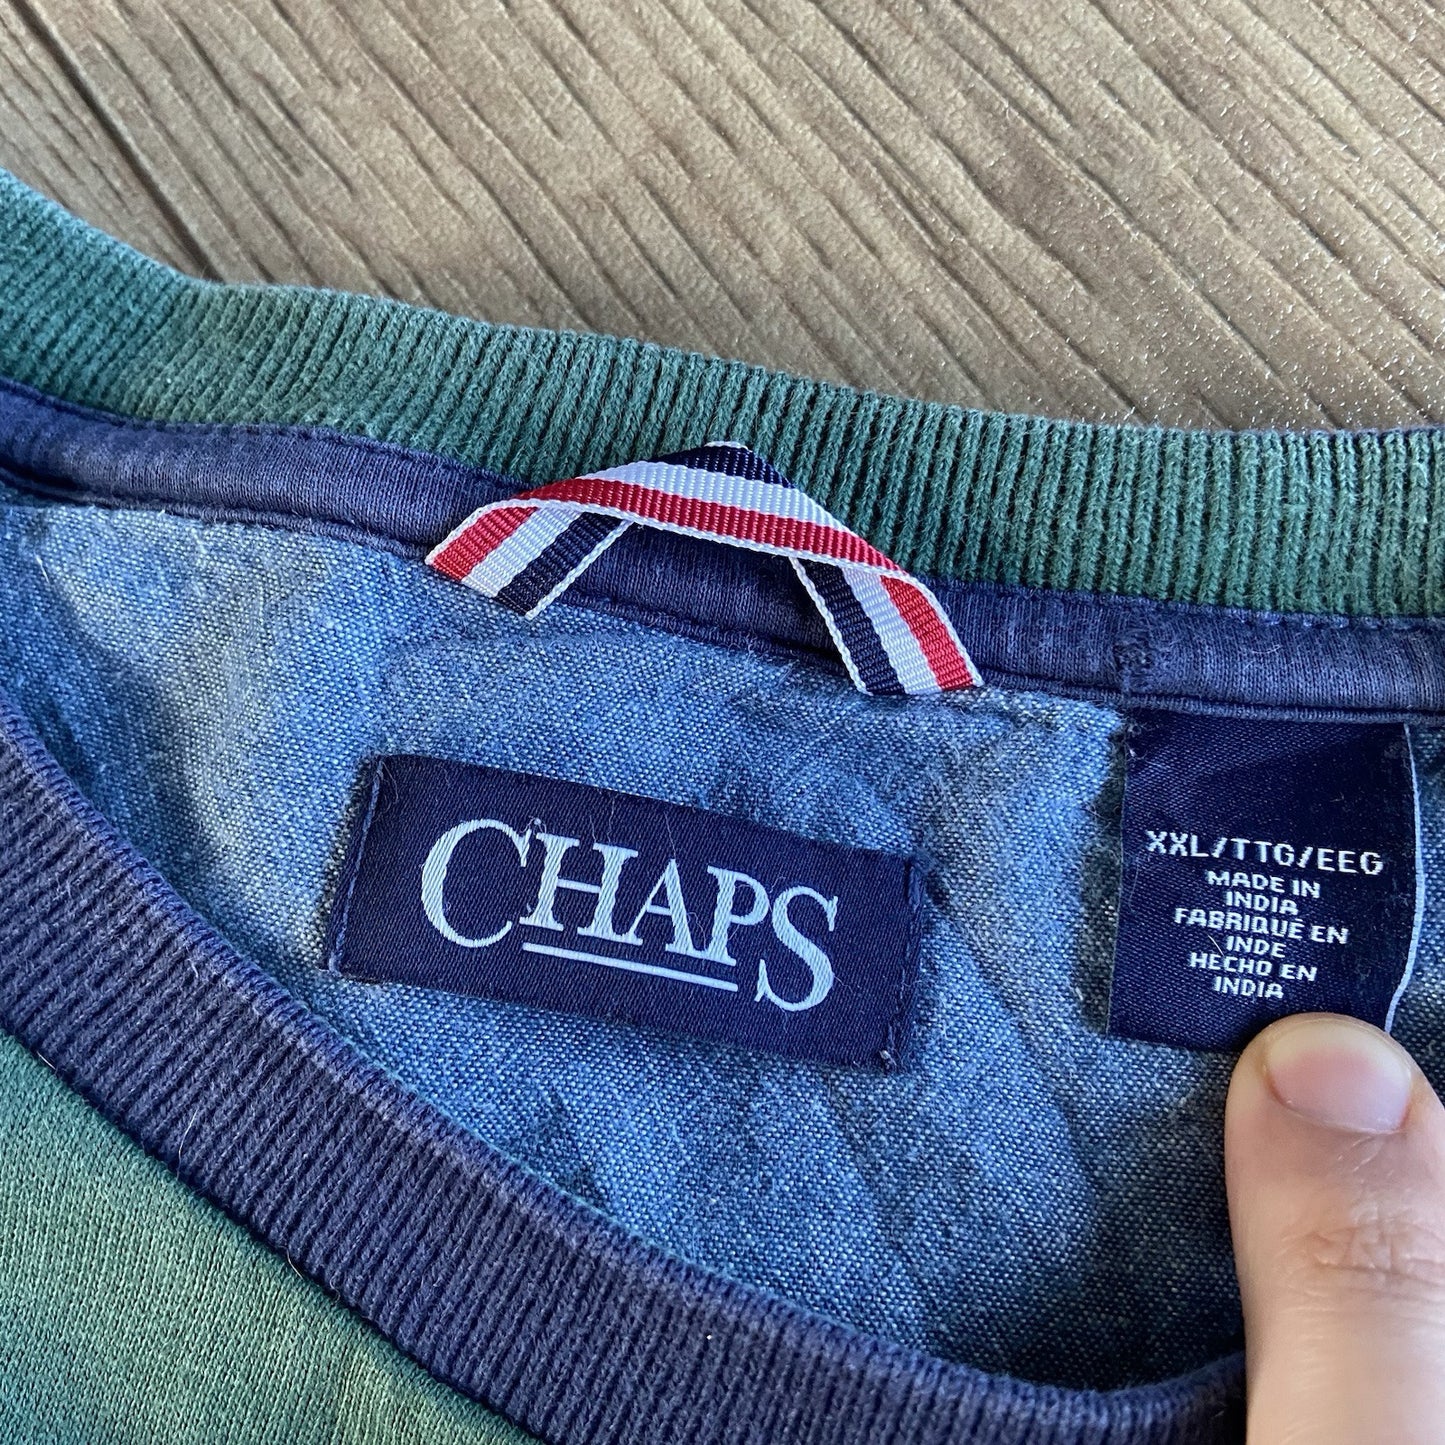 CHAPS
XXL/TTG/EEG
MADE IN
INDIA
FABRIQUÉ EN
INDE
HECHO EN
INDIA